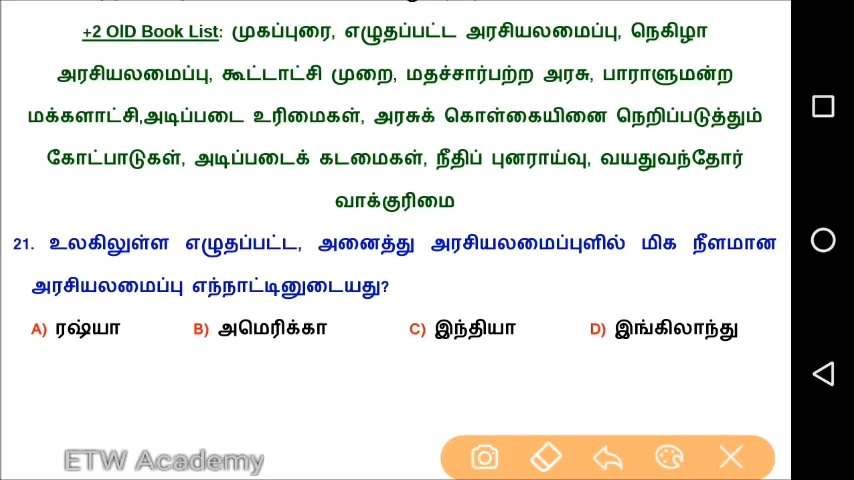 +2 OlD Book List: முகப்புரை, எழுதப்பட்ட அரசியலமைப்பு, நெகிழா
அரசியலமைப்பு, கூட்டாட்சி முறை, மதச்சார்பற்ற அரசு, பாராளுமன்ற
மக்களாட்சி,அடிப்படை உரிமைகள், அரசுக் கொள்கையினை நெறிப்படுத்தும்
கோட்பாடுகள், அடிப்படைக் கடமைகள், நீதிப் புனராய்வு, வயதுவந்தோர்
வாக்குரிமை
21. உலகிலுள்ள எழுதப்பட்ட, அனைத்து அரசியலமைப்புளில் மிக நீளமான
அரசியலமைப்பு எந்நாட்டினுடையது?
A) ரஷ்யா B) அமெரிக்கா C) இந்தியா D) இங்கிலாந்து
ETW Academy